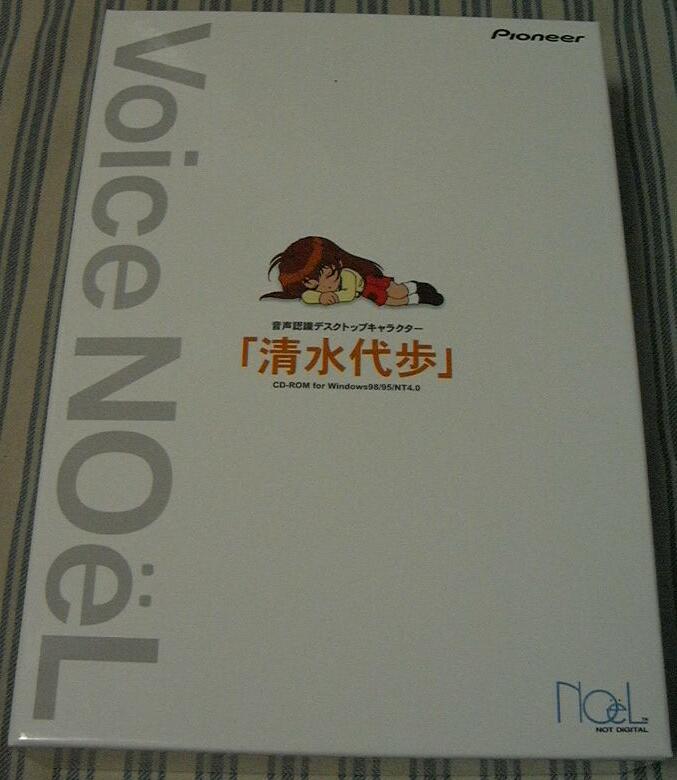 Pioneer
Voice NOëL
音声認識デスクトップキャラクター
「清水代歩」
CD-ROM for Windows98/95/NT4.0
NOëL™
NOT DIGITAL